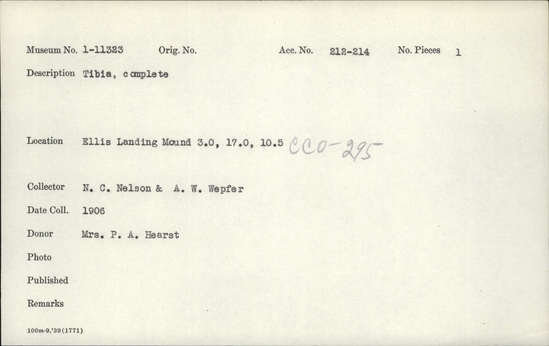 Museum No. 1-11323 Orig. No. Acc. No. 212-214 No. Pieces 1
Description Tibia, complete
Location Ellis Landing Mound 3.0, 17.0, 10.5 CCO-295
Collector N. C. Nelson & A. W. Wepfer
Date Coll. 1906
Donor Mrs. P. A. Hearst
Photo
Published
Remarks
100m-9,'39(1771)